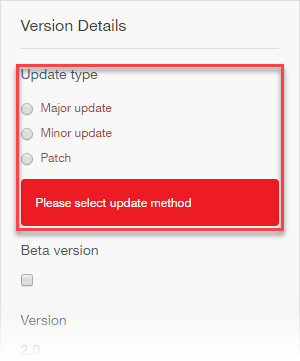 Version Details
Update type
Major update
Minor update
Patch
Please select update method
Beta version
Version
2.0